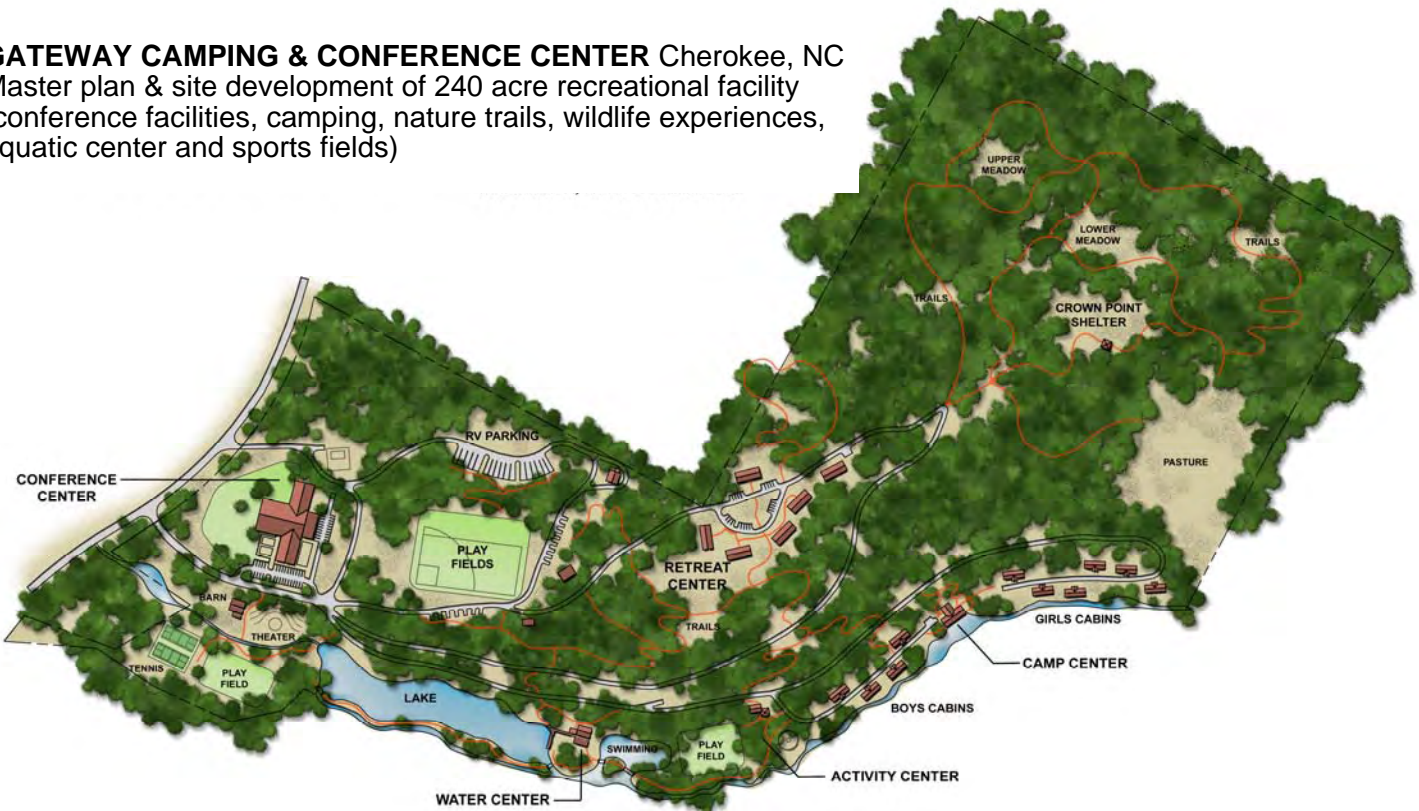 GATEWAY CAMPING & CONFERENCE CENTER Cherokee, NC
Master plan & site development of 240 acre recreational facility
conference facilities, camping, nature trails, wildlife experiences,
quatic center and sports fields)
UPPER
MEADOW
LOWER
MEADOW
TRAILS
TRAILS
CROWN POINT
SHELTER
RV PARKING
CONFERENCE
CENTER
PASTURE
PLAY
FIELDS
RETREAT
CENTER
BARN
THEATER
TRAILS
GIRLS CABINS
TENNIS
PLAY
FIELD
CAMP CENTER
LAKE
BOYS CABINS
SWIMMING
PLAY
FIELD
ACTIVITY CENTER
WATER CENTER